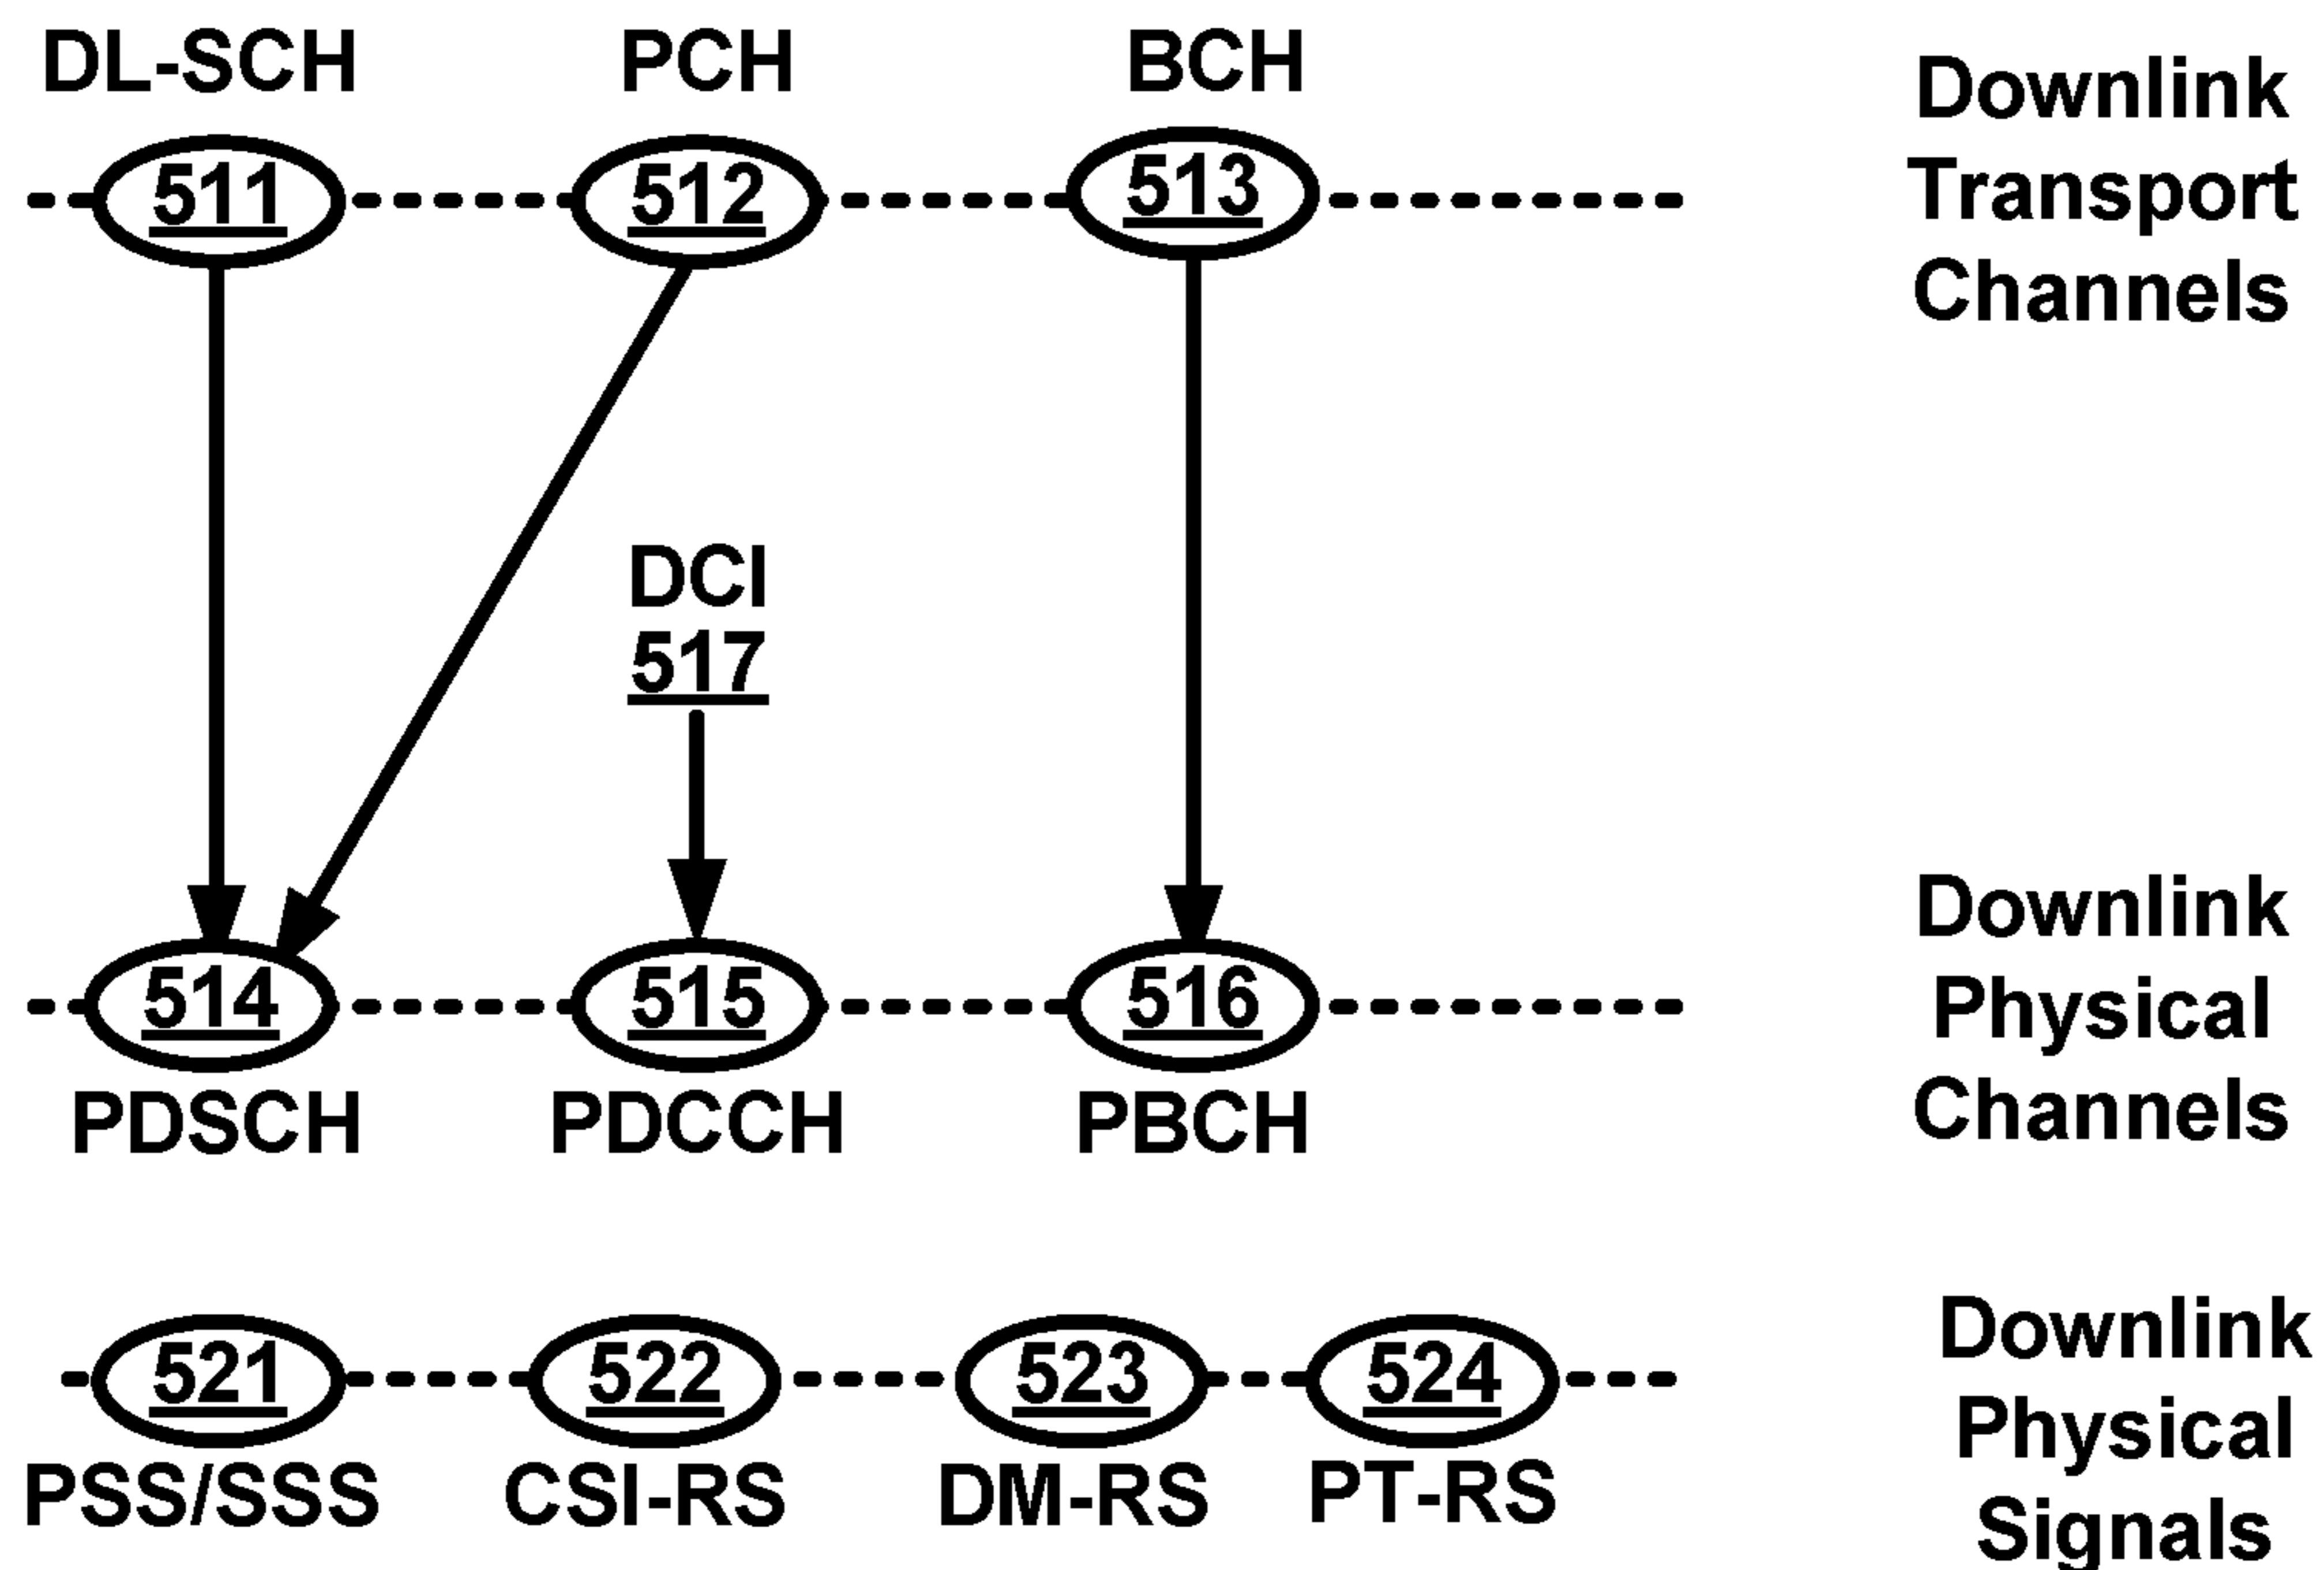 DL-SCH PCH BCH
511 512 513
Downlink
Transport
Channels
DCI
517
514 515 516
PDSCH PDCCH PBCH
Downlink
Physical
Channels
521 522 523 524
PSS/SSS CSI-RS DM-RS PT-RS
Downlink
Physical
Signals